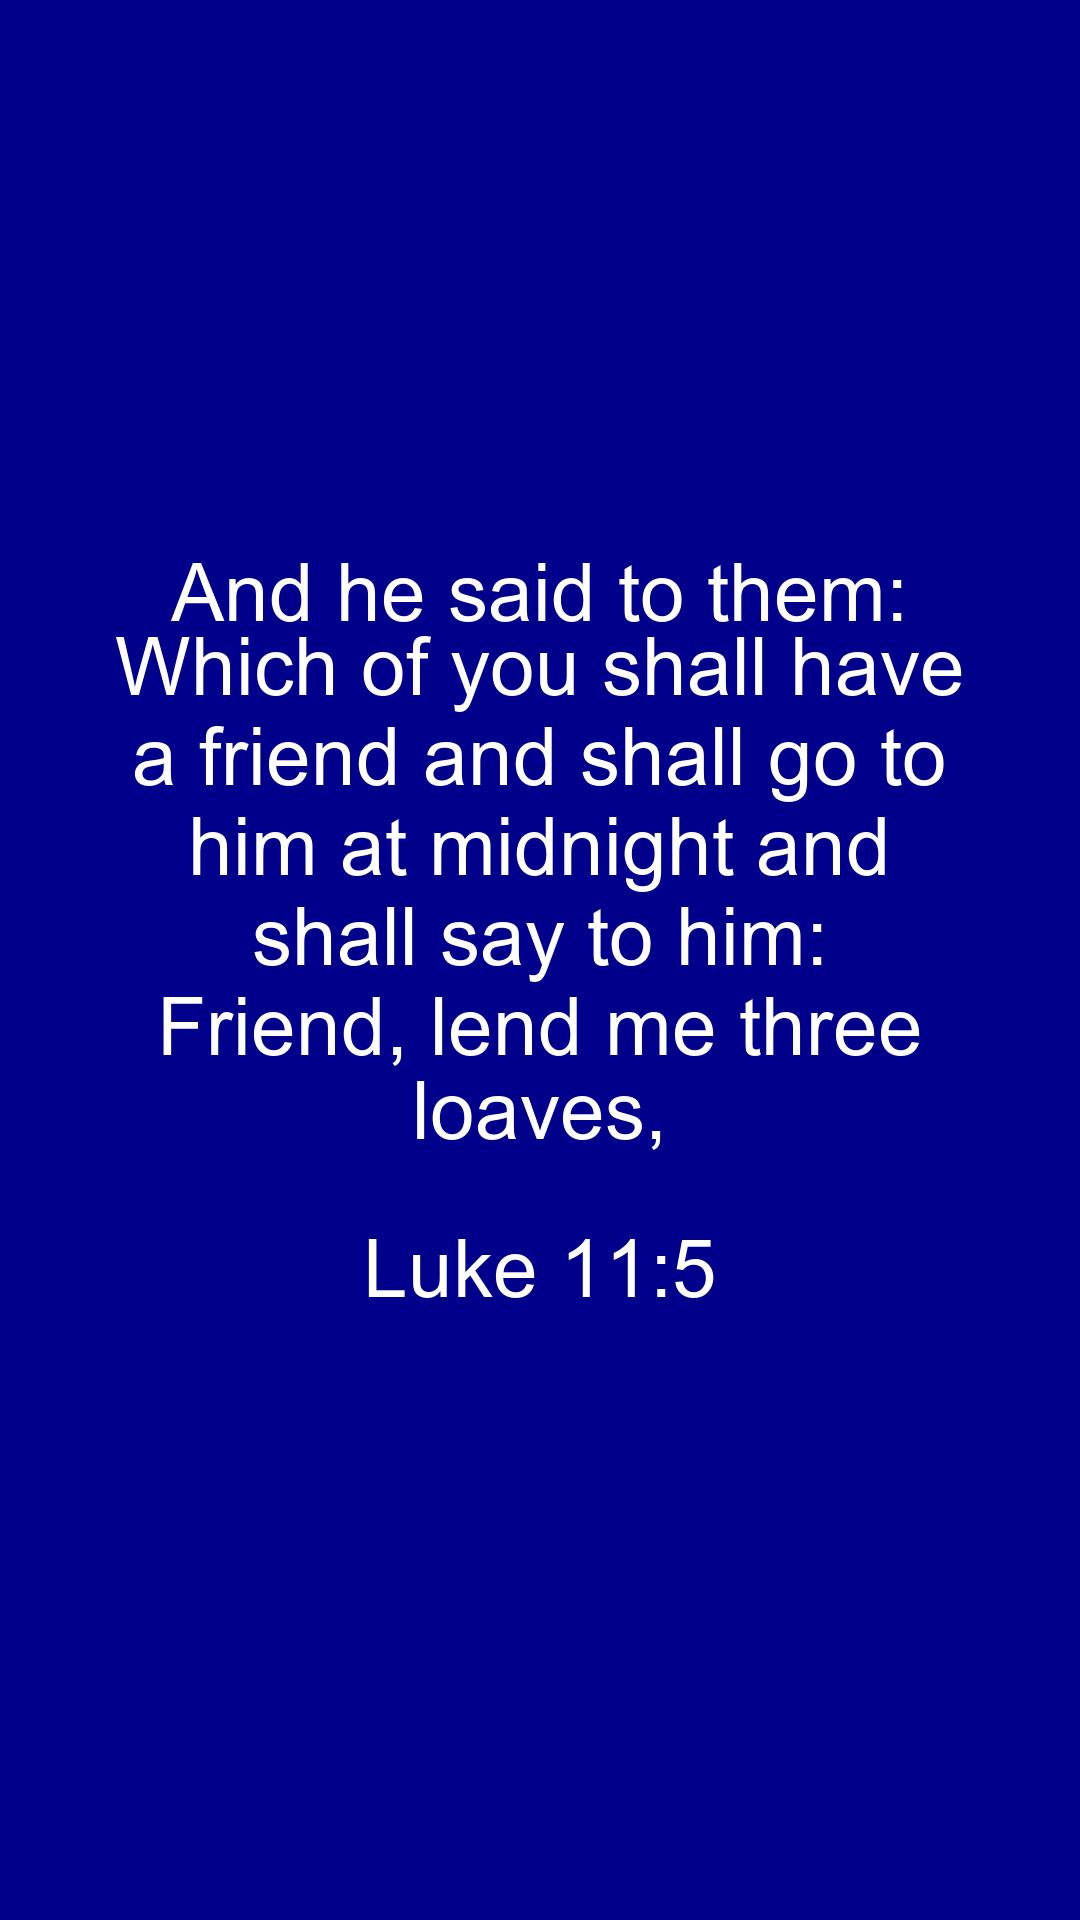 And he said to them:
Which of you shall have
a friend and shall go to
him at midnight and
shall say to him:
Friend, lend me three
loaves,
Luke 11:5